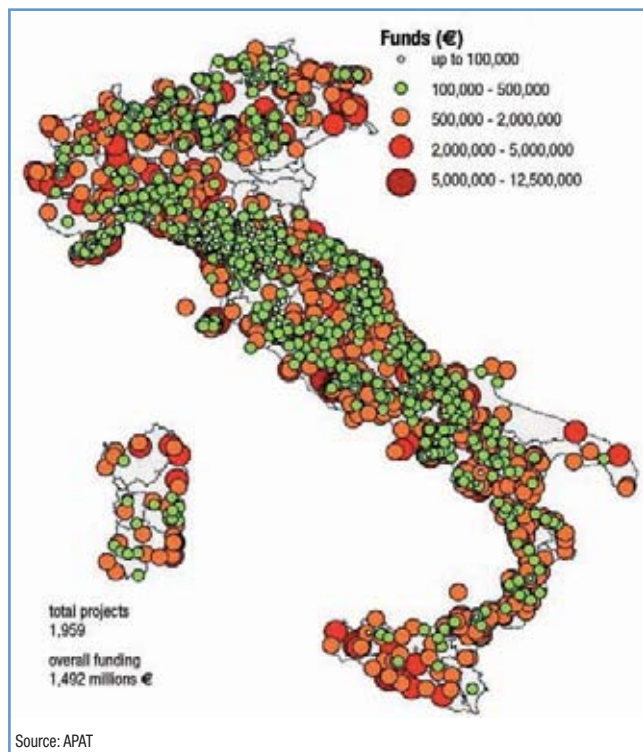 Funds (€)
up to 100,000
100,000 - 500,000
500,000 - 2,000,000
2,000,000 - 5,000,000
5,000,000 - 12,500,000
total projects
1,959
overall funding
1,492 millions €
Source: APAT